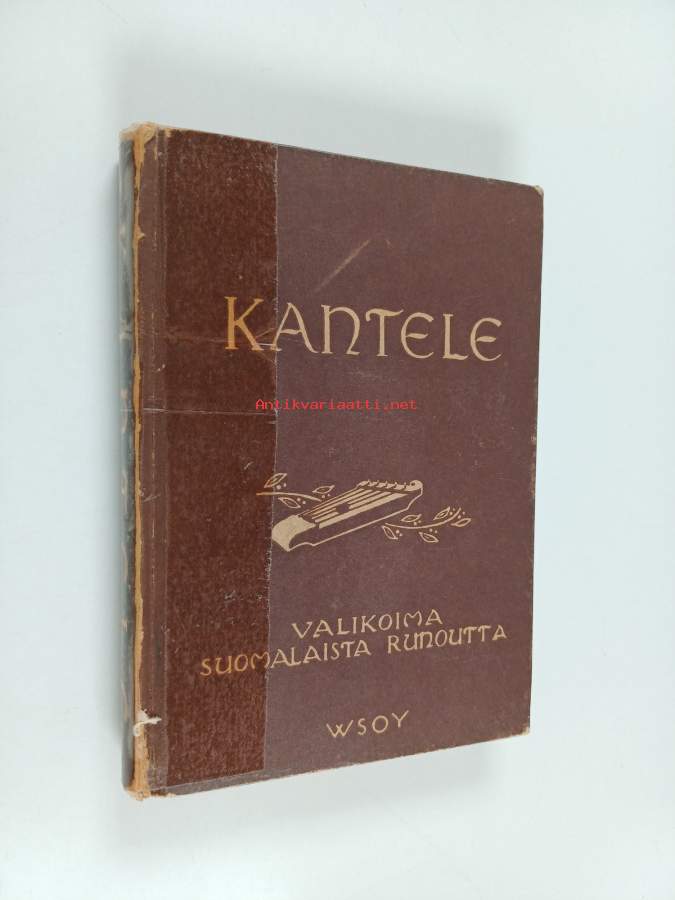 KANTELE
Antikvariaatti.net
VALIKOIMA
SUOMALAISTA RUNOUTTA
WSOY